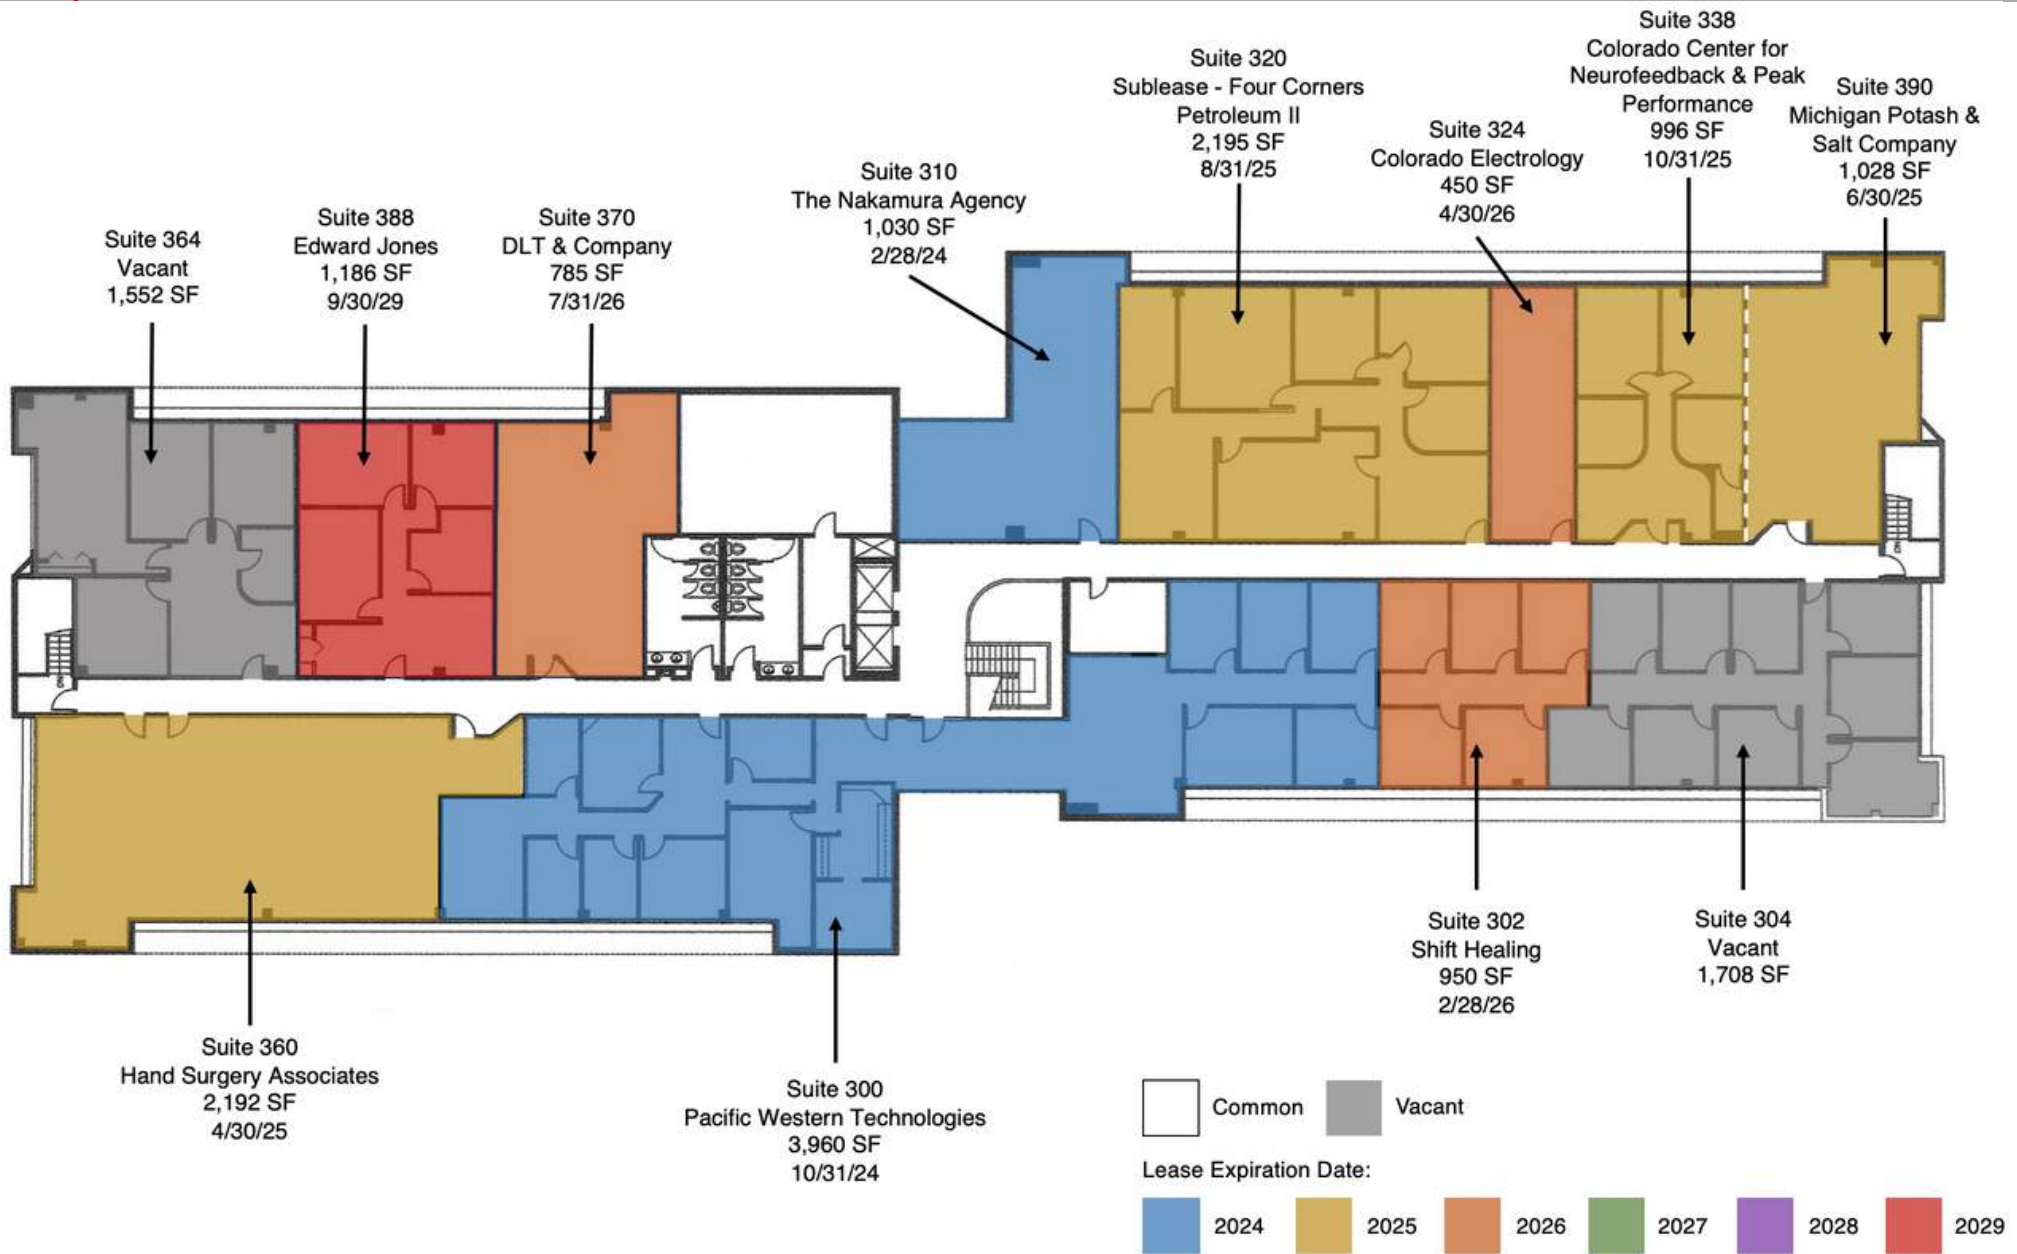 Suite 338
Colorado Center for
Neurofeedback & Peak
Performance
996 SF
10/31/25
Suite 320
Sublease - Four Corners
Petroleum II
2,195 SF
8/31/25
Suite 390
Michigan Potash &
Salt Company
1,028 SF
6/30/25
Suite 324
Colorado Electrology
450 SF
4/30/26
Suite 310
The Nakamura Agency
1,030 SF
2/28/24
Suite 364
Vacant
1,552 SF
Suite 388
Edward Jones
1,186 SF
9/30/29
Suite 370
DLT & Company
785 SF
7/31/26
Suite 302
Shift Healing
950 SF
2/28/26
Suite 304
Vacant
1,708 SF
Suite 360
Hand Surgery Associates
2,192 SF
4/30/25
Suite 300
Pacific Western Technologies
3,960 SF
10/31/24
Common
Vacant
Lease Expiration Date:
2024
2025
2026
2027
2028
2029